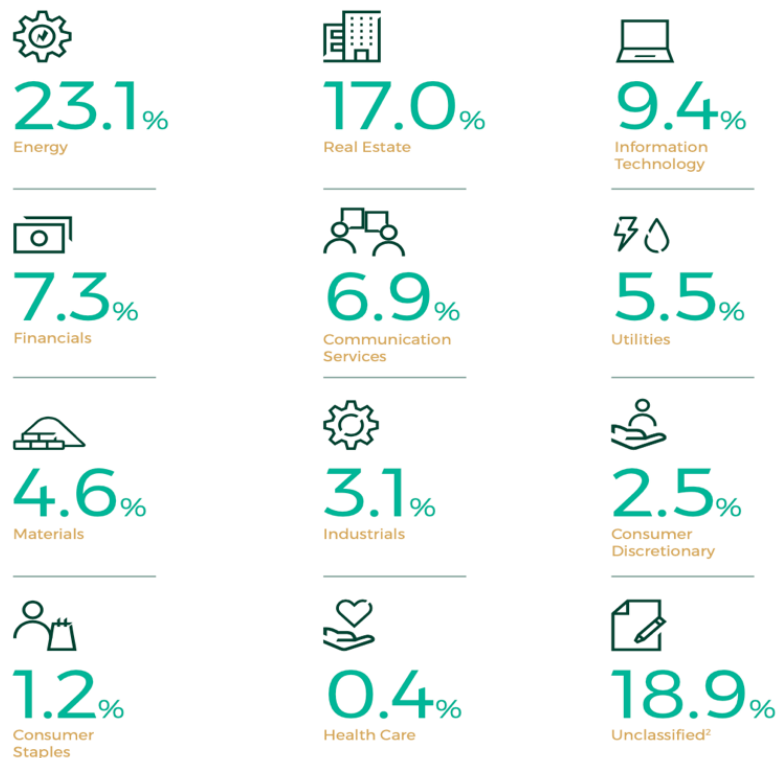 23.1%
Energy
17.0%
Real Estate
9.4%
Information
Technology
7.3%
Financials
6.9%
Communication
Services
5.5%
Utilities
4.6%
Materials
3.1%
Industrials
2.5%
Consumer
Discretionary
1.2%
Consumer
Staples
0.4%
Health Care
18.9%
Unclassified²